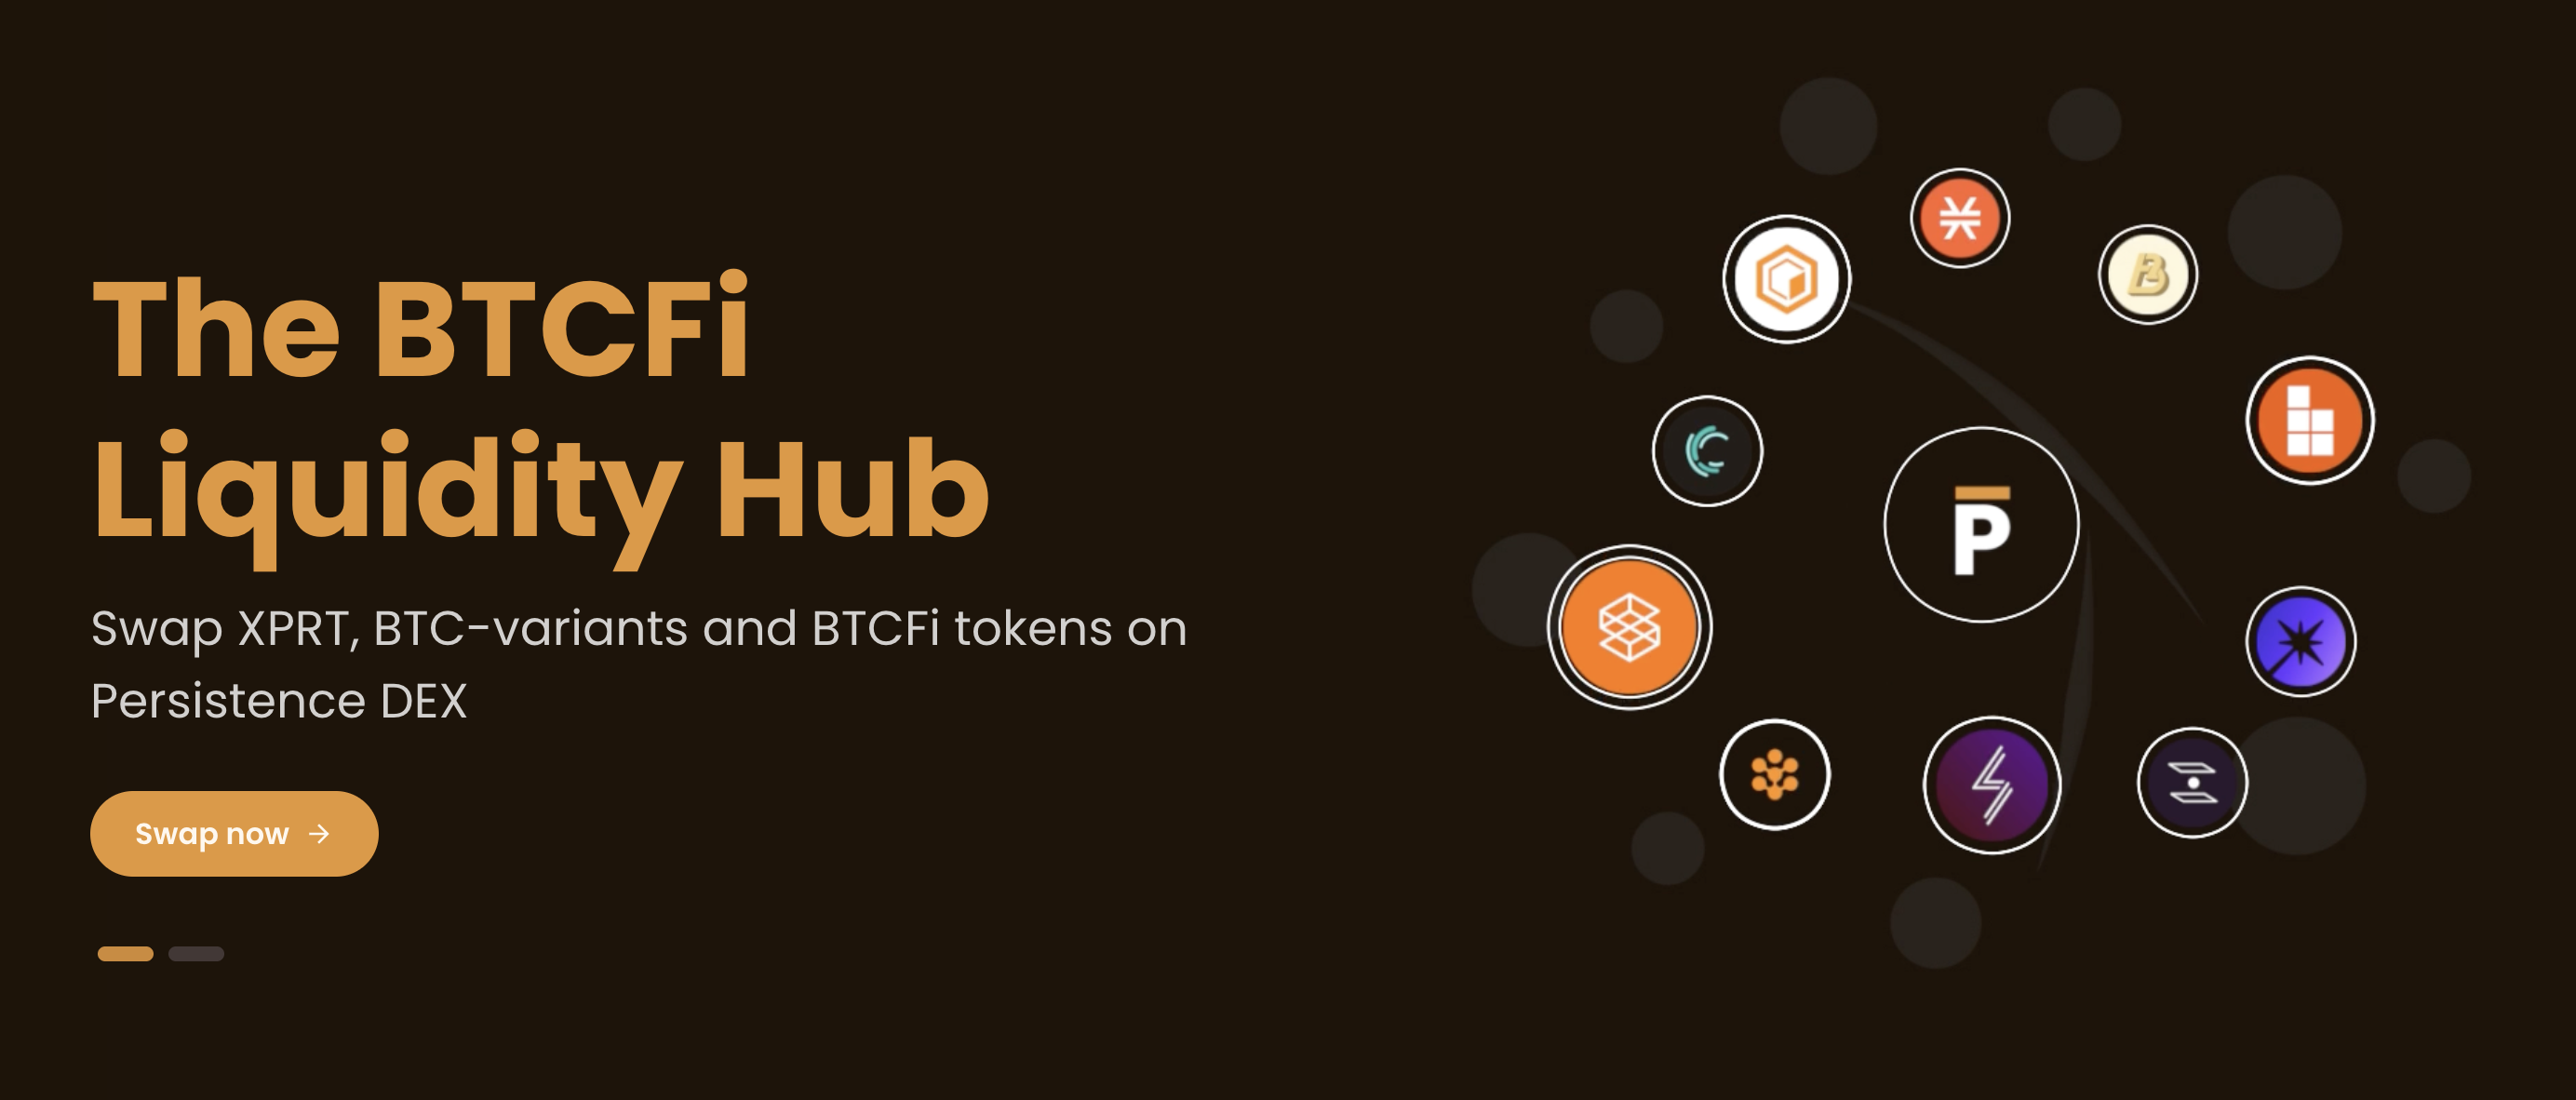 The BTCFi
Liquidity Hub
Swap XPRT, BTC-variants and BTCFi tokens on
Persistence DEX
Swap now →
P